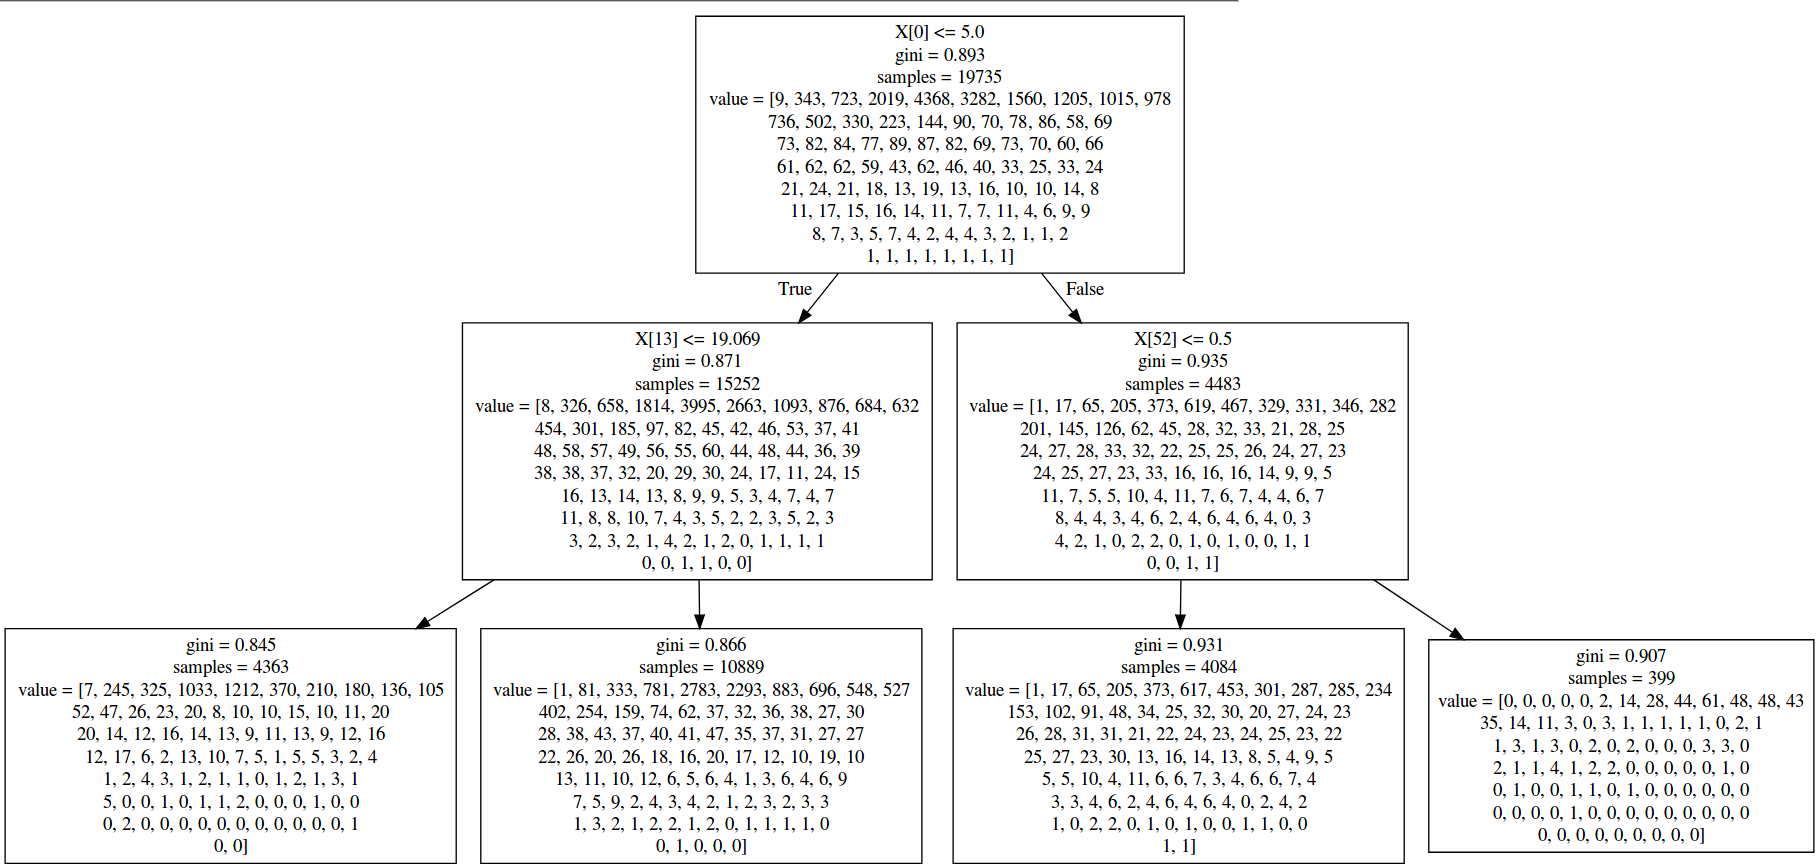 X[0] <= 5.0
gini = 0.893
samples = 19735
value = [9, 343, 723, 2019, 4368, 3282, 1560, 1205, 1015, 978
736, 502, 330, 223, 144, 90, 70, 78, 86, 58, 69
73, 82, 84, 77, 89, 87, 82, 69, 73, 70, 60, 66
61, 62, 62, 59, 43, 62, 46, 40, 33, 25, 33, 24
21, 24, 21, 18, 13, 19, 13, 16, 10, 10, 14, 8
11, 17, 15, 16, 14, 11, 7, 7, 11, 4, 6, 9, 9
8, 7, 3, 5, 7, 4, 2, 4, 4, 3, 2, 1, 1, 2
1, 1, 1, 1, 1, 1, 1, 1]
True
False
X[13] <= 19.069
gini = 0.871
samples = 15252
value = [8, 326, 658, 1814, 3995, 2663, 1093, 876, 684, 632
454, 301, 185, 97, 82, 45, 42, 46, 53, 37, 41
48, 58, 57, 49, 56, 55, 60, 44, 48, 44, 36, 39
38, 38, 37, 32, 20, 29, 30, 24, 17, 11, 24, 15
16, 13, 14, 13, 8, 9, 9, 5, 3, 4, 7, 4, 7
11, 8, 8, 10, 7, 4, 3, 5, 2, 2, 3, 5, 2, 3
3, 2, 3, 2, 1, 4, 2, 1, 2, 0, 1, 1, 1, 1
0, 0, 1, 1, 0, 0]
X[52] <= 0.5
gini = 0.935
samples = 4483
value = [1, 17, 65, 205, 373, 619, 467, 329, 331, 346, 282
201, 145, 126, 62, 45, 28, 32, 33, 21, 28, 25
24, 27, 28, 33, 32, 22, 25, 25, 26, 24, 27, 23
24, 25, 27, 23, 33, 16, 16, 16, 14, 9, 9, 5
11, 7, 5, 5, 10, 4, 11, 7, 6, 7, 4, 4, 6, 7
8, 4, 4, 3, 4, 6, 2, 4, 6, 4, 6, 4, 0, 3
4, 2, 1, 0, 2, 2, 0, 1, 0, 1, 0, 0, 1, 1
0, 0, 1, 1]
gini = 0.845
samples = 4363
value = [7, 245, 325, 1033, 1212, 370, 210, 180, 136, 105
52, 47, 26, 23, 20, 8, 10, 10, 15, 10, 11, 20
20, 14, 12, 16, 14, 13, 9, 11, 13, 9, 12, 16
12, 17, 6, 2, 13, 10, 7, 5, 1, 5, 5, 3, 2, 4
1, 2, 4, 3, 1, 2, 1, 1, 0, 1, 2, 1, 3, 1
5, 0, 0, 1, 0, 1, 1, 2, 0, 0, 0, 1, 0, 0
0, 2, 0, 0, 0, 0, 0, 0, 0, 0, 0, 0, 0, 1
0, 0]
gini = 0.866
samples = 10889
value = [1, 81, 333, 781, 2783, 2293, 883, 696, 548, 527
402, 254, 159, 74, 62, 37, 32, 36, 38, 27, 30
28, 38, 43, 37, 40, 41, 47, 35, 37, 31, 27, 27
22, 26, 20, 26, 18, 16, 20, 17, 12, 10, 19, 10
13, 11, 10, 12, 6, 5, 6, 4, 1, 3, 6, 4, 6, 9
7, 5, 9, 2, 4, 3, 4, 2, 1, 2, 3, 2, 3, 3
1, 3, 2, 1, 2, 2, 1, 2, 0, 1, 1, 1, 1, 0
0, 1, 0, 0, 0]
gini = 0.931
samples = 4084
value = [1, 17, 65, 205, 373, 617, 453, 301, 287, 285, 234
153, 102, 91, 48, 34, 25, 32, 30, 20, 27, 24, 23
26, 28, 31, 31, 21, 22, 24, 23, 24, 25, 23, 22
25, 27, 23, 30, 13, 16, 14, 13, 8, 5, 4, 9, 5
5, 5, 10, 4, 11, 6, 6, 7, 3, 4, 6, 6, 7, 4
3, 3, 4, 6, 2, 4, 6, 4, 6, 4, 0, 2, 4, 2
1, 0, 2, 2, 0, 1, 0, 1, 0, 0, 1, 1, 0, 0
1, 1]
gini = 0.907
samples = 399
value = [0, 0, 0, 0, 0, 2, 14, 28, 44, 61, 48, 48, 43
35, 14, 11, 3, 0, 3, 1, 1, 1, 1, 1, 0, 2, 1
1, 3, 1, 3, 0, 2, 0, 2, 0, 0, 0, 3, 3, 0
2, 1, 1, 4, 1, 2, 2, 0, 0, 0, 0, 0, 1, 0
0, 1, 0, 0, 1, 1, 0, 1, 0, 0, 0, 0, 0, 0
0, 0, 0, 0, 1, 0, 0, 0, 0, 0, 0, 0, 0, 0
0, 0, 0, 0, 0, 0, 0, 0, 0]